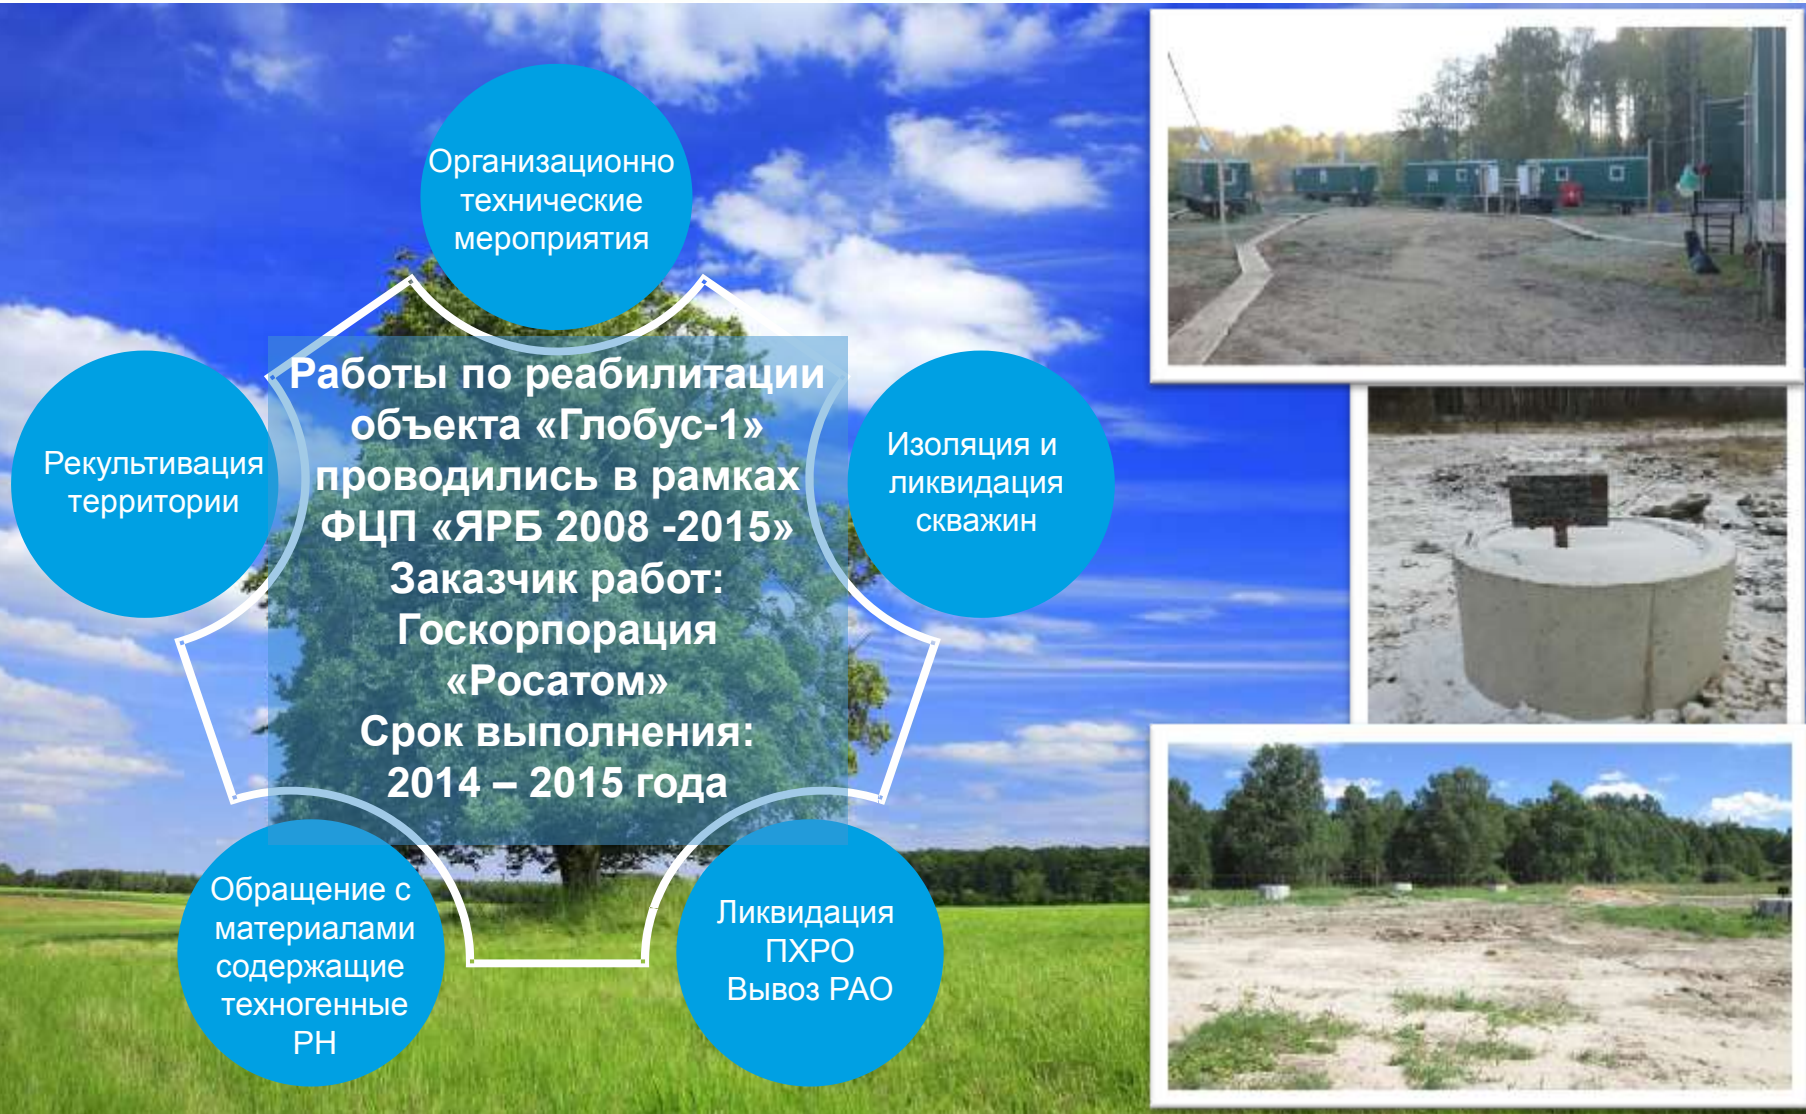 Организационно
технические
мероприятия
Работы по реабилитации
объекта «Глобус-1»
проводились в рамках
ФЦП «ЯРБ 2008 -2015»
Заказчик работ:
Госкорпорация
«Росатом»
Срок выполнения:
2014 – 2015 года
Изоляция и
ликвидация
скважин
Ликвидация
ПХРО
Вывоз РАО
Обращение с
материалами
содержащие
техногенные
РН
Рекультивация
территории